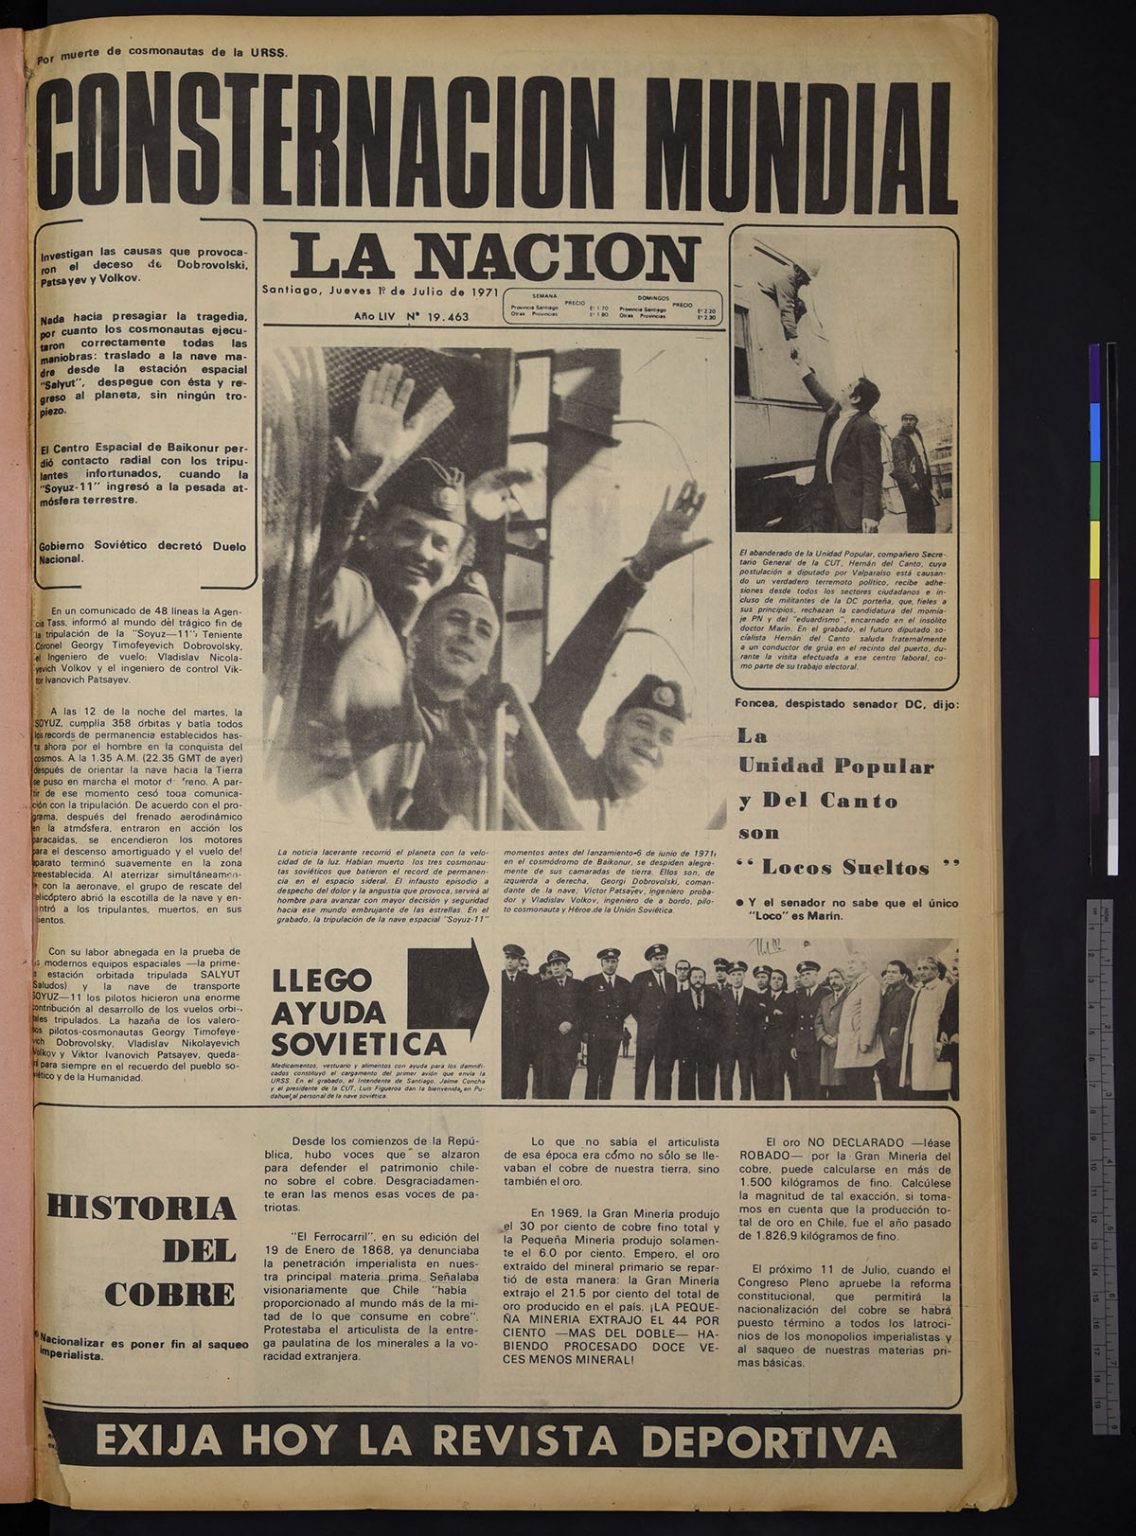 Por muerte de cosmonautas de la URSS.
CONSTERNACION MUNDIAL
Investigan las causas que provoca-
ron el deceso de Dobrovolski,
Patsayev y Volkov.
Nada hacia presagiar la tragedia,
por cuanto los cosmonautas ejecu-
taron correctamente todas las
maniobras: traslado a la nave ma-
dre desde la estación espacial
"Salyut", despegue con ésta y re-
greso al planeta, sin ningún tro-
piezo.
El Centro Espacial de Baikonur per-
dió contacto radial con los tripu-
lantes infortunados, cuando la
"Soyuz-11" ingresó a la pesada at-
mósfera terrestre.
Gobierno Soviético decretó Duelo
Nacional.
En un comunicado de 48 líneas la Agen-
cia Tass, informó al mundo del trágico fin de
la tripulación de la "Soyuz—11": Teniente
Coronel Georgy Timofeyevich Dobrovolsky,
el Ingeniero de vuelo; Vladislav Nicola-
yevich Volkov y el ingeniero de control Vik-
tor Ivanovich Patsayev.
A las 12 de la noche del martes, la
SOYUZ, cumplía 358 órbitas y batía todos
los records de permanencia establecidos has-
ta ahora por el hombre en la conquista del
cosmos. A la 1.35 A.M. (22.35 GMT de ayer)
después de orientar la nave hacia la Tierra
se puso en marcha el motor de freno. A par-
tir de ese momento cesó toda comunica-
ción con la tripulación. De acuerdo con el pro-
grama, después del frenado aerodinámico
en la atmósfera, entraron en acción los
paracaídas, se encendieron los motores
para el descenso amortiguado y el vuelo del
aparato terminó suavemente en la zona
preestablecida. Al aterrizar simultáneamen-
te con la aeronave, el grupo de rescate del
helicóptero abrió la escotilla de la nave y en-
contró a los tripulantes, muertos, en sus
asientos.
Con su labor abnegada en la prueba de
modernos equipos espaciales —la prime-
ra estación orbitada tripulada SALYUT
(Saludos) y la nave de transporte
SOYUZ—11 los pilotos hicieron una enorme
contribución al desarrollo de los vuelos orbi-
tales tripulados. La hazaña de los valero-
sos pilotos-cosmonautas Georgy Timofeye-
vich Dobrovolsky, Vladislav Nikolayevich
Volkov y Viktor Ivanovich Patsayev, queda-
rá para siempre en el recuerdo del pueblo so-
viético y de la Humanidad.
LA NACION
Santiago, Jueves 1º de Julio de 1971
Año LIV Nº 19.463
SEMANA
PRECIO
Provincia Santiago Eº 1.70
Otras Provincias Eº 1.80
DOMINGOS
PRECIO
Provincia Santiago Eº 2.20
Otras Provincias Eº 2.30
La noticia lacerante recorrió el planeta con la velo-
cidad de la luz. Habían muerto los tres cosmonau-
tas soviéticos que batieron el record de permanen-
cia en el espacio sideral. El infausto episodio a
despecho del dolor y la angustia que provoca, servirá al
hombre para avanzar con mayor decisión y seguridad
hacia ese mundo embrujante de las estrellas. En el
grabado, la tripulación de la nave espacial "Soyuz-11"
momentos antes del lanzamiento-6 de junio de 1971,
en el cosmódromo de Baikonur, se despiden alegre-
mente de sus camaradas de tierra. Ellos son, de
izquierda a derecha, Georgi Dobrowolski, coman-
dante de la nave; Víctor Patsayev, ingeniero proba-
dor y Vladislav Volkov, ingeniero de a bordo, pilo-
to cosmonauta y Héroe de la Unión Soviética.
El abanderado de la Unidad Popular, compañero Secre-
tario General de la CUT, Hernán del Canto, cuya
postulación a diputado por Valparaíso está causan-
do un verdadero terremoto político, recibe adhe-
siones desde todos los sectores ciudadanos e in-
cluso de militantes de la DC porteña, que, fieles a
sus principios, rechazan la candidatura del momia-
je PN y del "eduardismo", encarnado en el insólito
doctor Marín. En el grabado, el futuro diputado so-
cialista Hernán del Canto saluda fraternalmente
a un conductor de grúa en el recinto del puerto, du-
rante la visita efectuada a ese centro laboral, co-
mo parte de su trabajo electoral.
Foncea, despistado senador DC, dijo:
La
Unidad Popular
y Del Canto
son
"Locos Sueltos"
● Y el senador no sabe que el único
"Loco" es Marín.
LLEGO
AYUDA
SOVIETICA
Medicamentos, vestuario y alimentos con ayuda para los damnifi-
cados constituyó el cargamento del primer avión que envía la
URSS. En el grabado, el Intendente de Santiago, Jaime Concha
y el presidente de la CUT, Luis Figueroa dan la bienvenida, en Pu-
dahuel, al personal de la nave soviética.
HISTORIA
DEL
COBRE
Nacionalizar es poner fin al saqueo
imperialista.
Desde los comienzos de la Repú-
blica, hubo voces que se alzaron
para defender el patrimonio chile-
no sobre el cobre. Desgraciadamen-
te eran las menos esas voces de pa-
triotas.
"El Ferrocarril", en su edición del
19 de Enero de 1868, ya denunciaba
la penetración imperialista en nues-
tra principal materia prima. Señalaba
visionariamente que Chile "había
proporcionado al mundo más de la mi-
tad de lo que consume en cobre".
Protestaba el articulista de la entre-
ga paulatina de los minerales a la vo-
racidad extranjera.
Lo que no sabía el articulista
de esa época era cómo no sólo se lle-
vaban el cobre de nuestra tierra, sino
también el oro.
En 1969, la Gran Minería produjo
el 30 por ciento de cobre fino total y
la Pequeña Minería produjo solamen-
te el 6.0 por ciento. Empero, el oro
extraído del mineral primario se repar-
tió de esta manera: la Gran Minería
extrajo el 21.5 por ciento del total de
oro producido en el país. ¡LA PEQUE-
ÑA MINERIA EXTRAJO EL 44 POR
CIENTO —MAS DEL DOBLE— HA-
BIENDO PROCESADO DOCE VE-
CES MENOS MINERAL!
El oro NO DECLARADO —léase
ROBADO— por la Gran Minería del
cobre, puede calcularse en más de
1.500 kilógramos de fino. Calcúlese
la magnitud de tal exacción, si toma-
mos en cuenta que la producción to-
tal de oro en Chile, fue el año pasado
de 1.826,9 kilógramos de fino.
El próximo 11 de Julio, cuando el
Congreso Pleno apruebe la reforma
constitucional, que permitirá la
nacionalización del cobre se habrá
puesto término a todos los latroci-
nios de los monopolios imperialistas y
al saqueo de nuestras materias pri-
mas básicas.
EXIJA HOY LA REVISTA DEPORTIVA